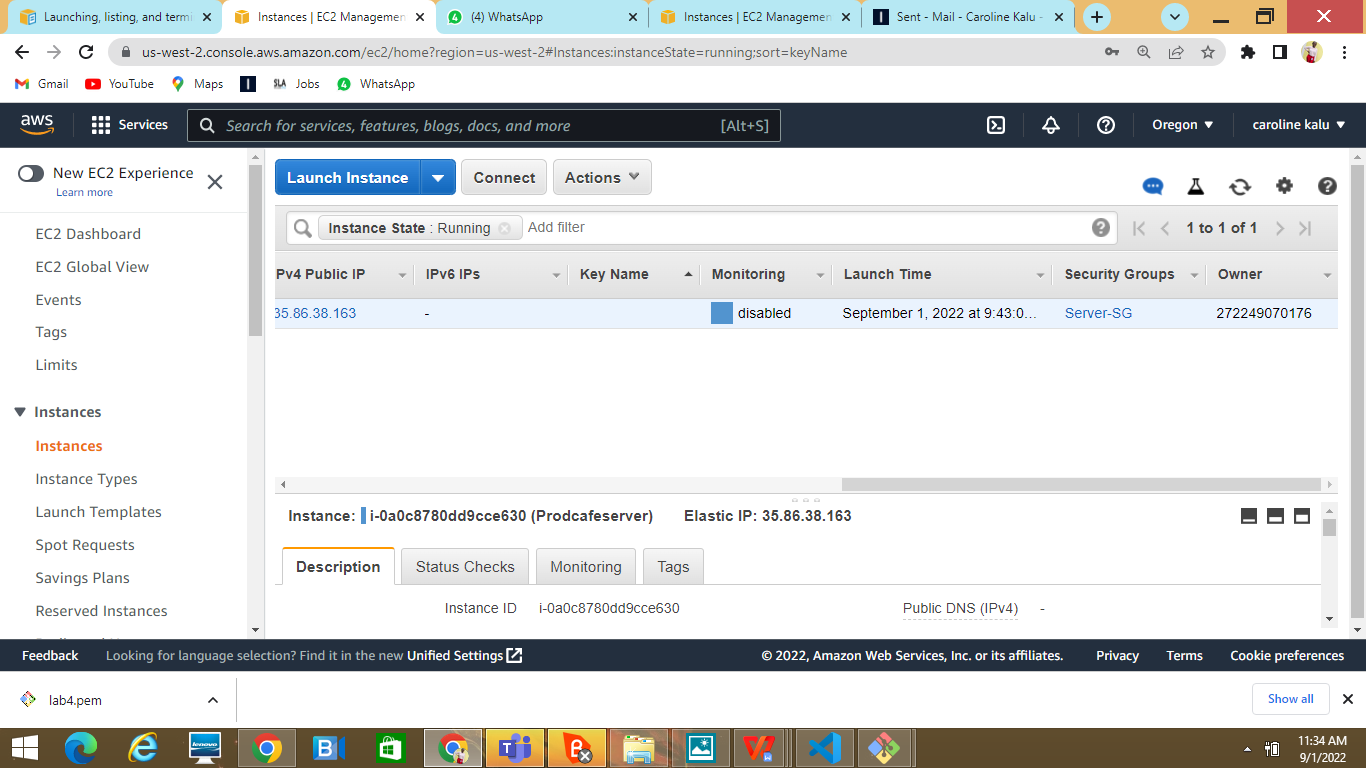 Launching, listing, and termi
Instances | EC2 Managemen
(4) WhatsApp
Instances | EC2 Managemen
Sent - Mail - Caroline Kalu -
us-west-2.console.aws.amazon.com/ec2/home?region=us-west-2#Instances:instanceState=running;sort=keyName
Gmail YouTube Maps SLA Jobs WhatsApp
aws Services Search for services, features, blogs, docs, and more [Alt+S] Oregon caroline kalu
New EC2 Experience
Learn more
EC2 Dashboard
EC2 Global View
Events
Tags
Limits
Instances
Instances
Instance Types
Launch Templates
Spot Requests
Savings Plans
Reserved Instances
Launch Instance Connect Actions
Instance State : Running Add filter 1 to 1 of 1
IPv4 Public IP IPv6 IPs Key Name Monitoring Launch Time Security Groups Owner
35.86.38.163 - disabled September 1, 2022 at 9:43:0... Server-SG 272249070176
Instance: i-0a0c8780dd9cce630 (Prodcafeserver) Elastic IP: 35.86.38.163
Description Status Checks Monitoring Tags
Instance ID i-0a0c8780dd9cce630 Public DNS (IPv4) -
Feedback Looking for language selection? Find it in the new Unified Settings © 2022, Amazon Web Services, Inc. or its affiliates. Privacy Terms Cookie preferences
lab4.pem Show all
lenovo
11:34 AM
9/1/2022